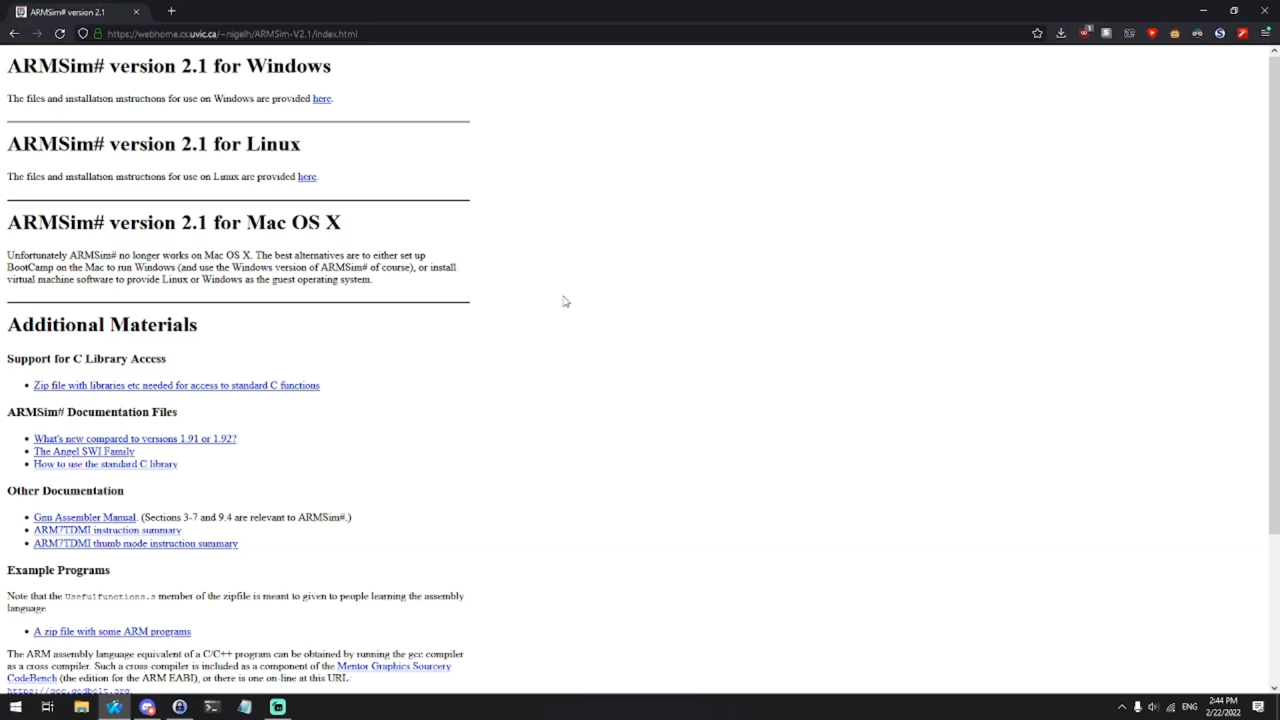 ARMSim# version 2.1
https://webhome.cs.uvic.ca/~nigelh/ARMSim-V2.1/index.html
ARMSim# version 2.1 for Windows
The files and installation instructions for use on Windows are provided here.
ARMSim# version 2.1 for Linux
The files and installation instructions for use on Linux are provided here.
ARMSim# version 2.1 for Mac OS X
Unfortunately ARMSim# no longer works on Mac OS X. The best alternatives are to either set up
BootCamp on the Mac to run Windows (and use the Windows version of ARMSim# of course), or install
virtual machine software to provide Linux or Windows as the guest operating system.
Additional Materials
Support for C Library Access
• Zip file with libraries etc needed for access to standard C functions
ARMSim# Documentation Files
• What's new compared to versions 1.91 or 1.92?
• The Angel SWI Family
• How to use the standard C library
Other Documentation
• Gnu Assembler Manual. (Sections 3-7 and 9.4 are relevant to ARMSim#.)
• ARM7TDMI instruction summary
• ARM7TDMI thumb mode instruction summary
Example Programs
Note that the Usefulfunctions.s member of the zipfile is meant to given to people learning the assembly
language.
• A zip file with some ARM programs
The ARM assembly language equivalent of a C/C++ program can be obtained by running the gcc compiler
as a cross-compiler. Such a cross-compiler is included as a component of the Mentor Graphics Sourcery
CodeBench (the edition for the ARM EABI), or there is one on-line at this URL:
https://gcc.godbolt.org
ENG
2:44 PM
2/22/2022